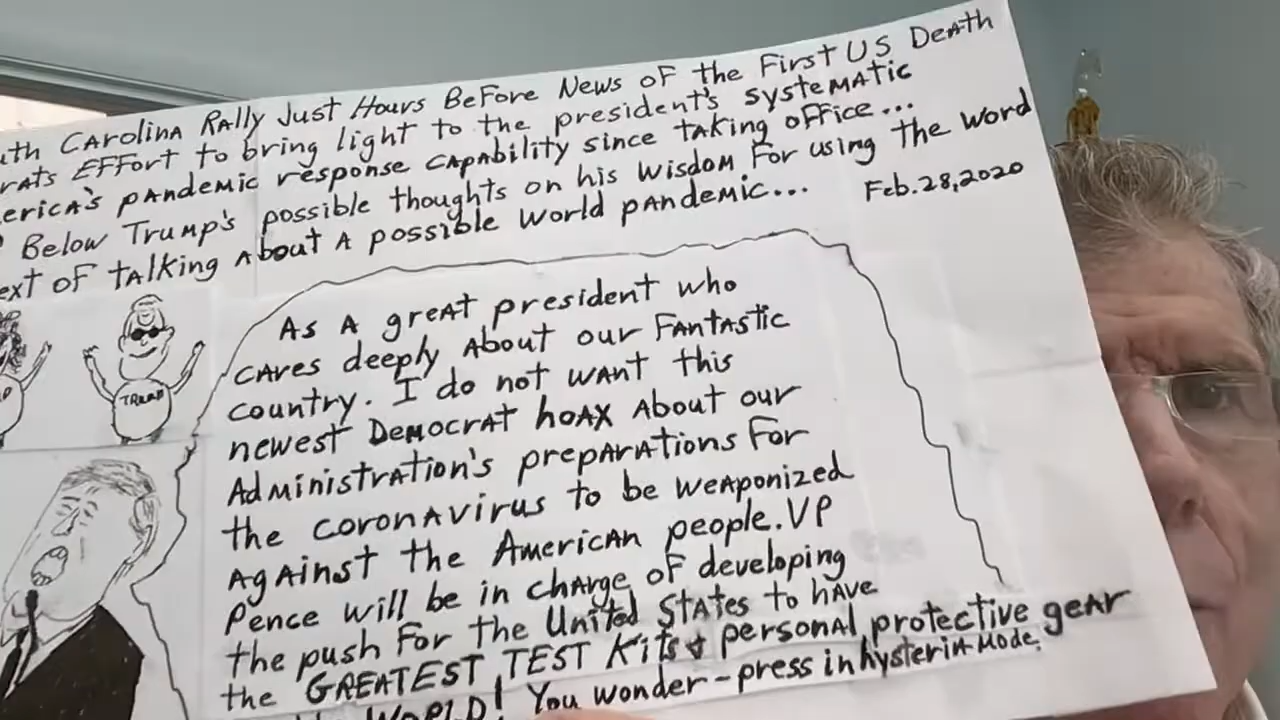 Carolina Rally Just Hours Before News of the First US Death
Effort to bring light to the president's systematic
pandemic response capability since taking office...
Below Trump's possible thoughts on his wisdom for using the word
of talking about a possible world pandemic...
Feb. 28, 2020
TRUMP
As a great president who
cares deeply about our fantastic
country. I do not want this
newest Democrat hoax about our
Administration's preparations for
the coronavirus to be weaponized
against the American people. VP
Pence will be in charge of developing
the push for the United States to have
the GREATEST TEST Kits & personal protective gear
WORLD! You wonder - press in hysteria mode.